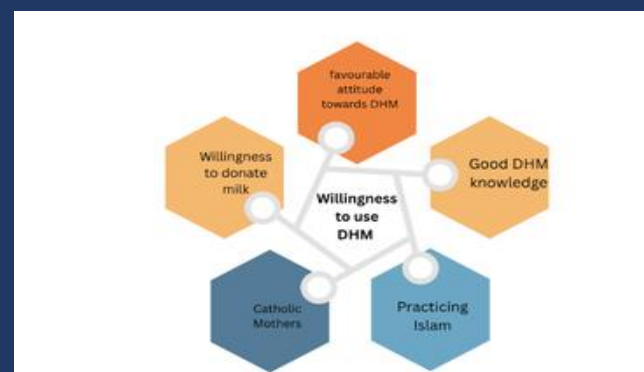 favourable
attitude
towards DHM
Willingness
to donate
milk
Good DHM
knowledge
Willingness
to use
DHM
Catholic
Mothers
Practicing
Islam